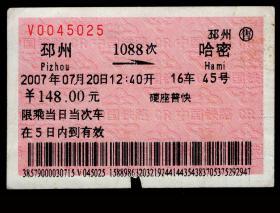 V0045025 邳州 售
邳州 1088次 哈密
Pizhou Hami
2007年07月20日12:40开 16车 45号
￥148.00元 硬座普快
限乘当日当次车
在5日内到有效